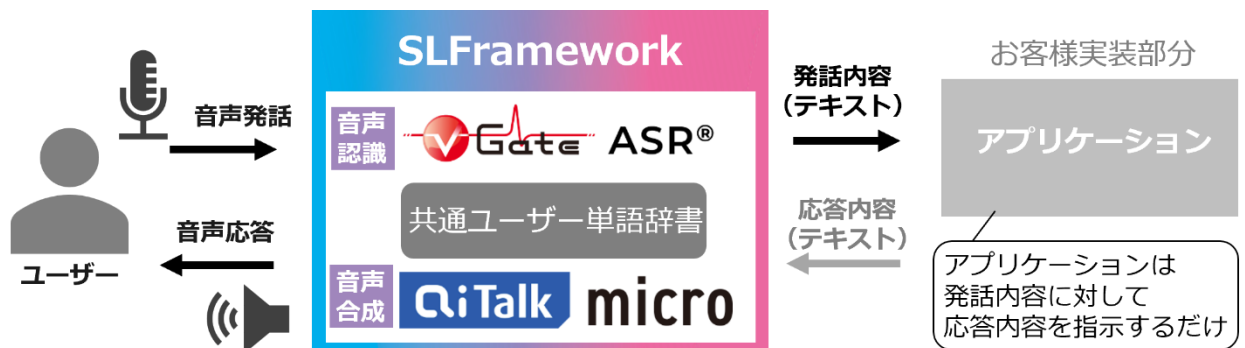 SLFramework
お客様実装部分
発話内容
（テキスト）
音声発話
音声
認識
vGate ASR®
アプリケーション
共通ユーザー単語辞書
応答内容
（テキスト）
音声応答
ユーザー
音声
合成
AiTalk micro
アプリケーションは
発話内容に対して
応答内容を指示するだけ